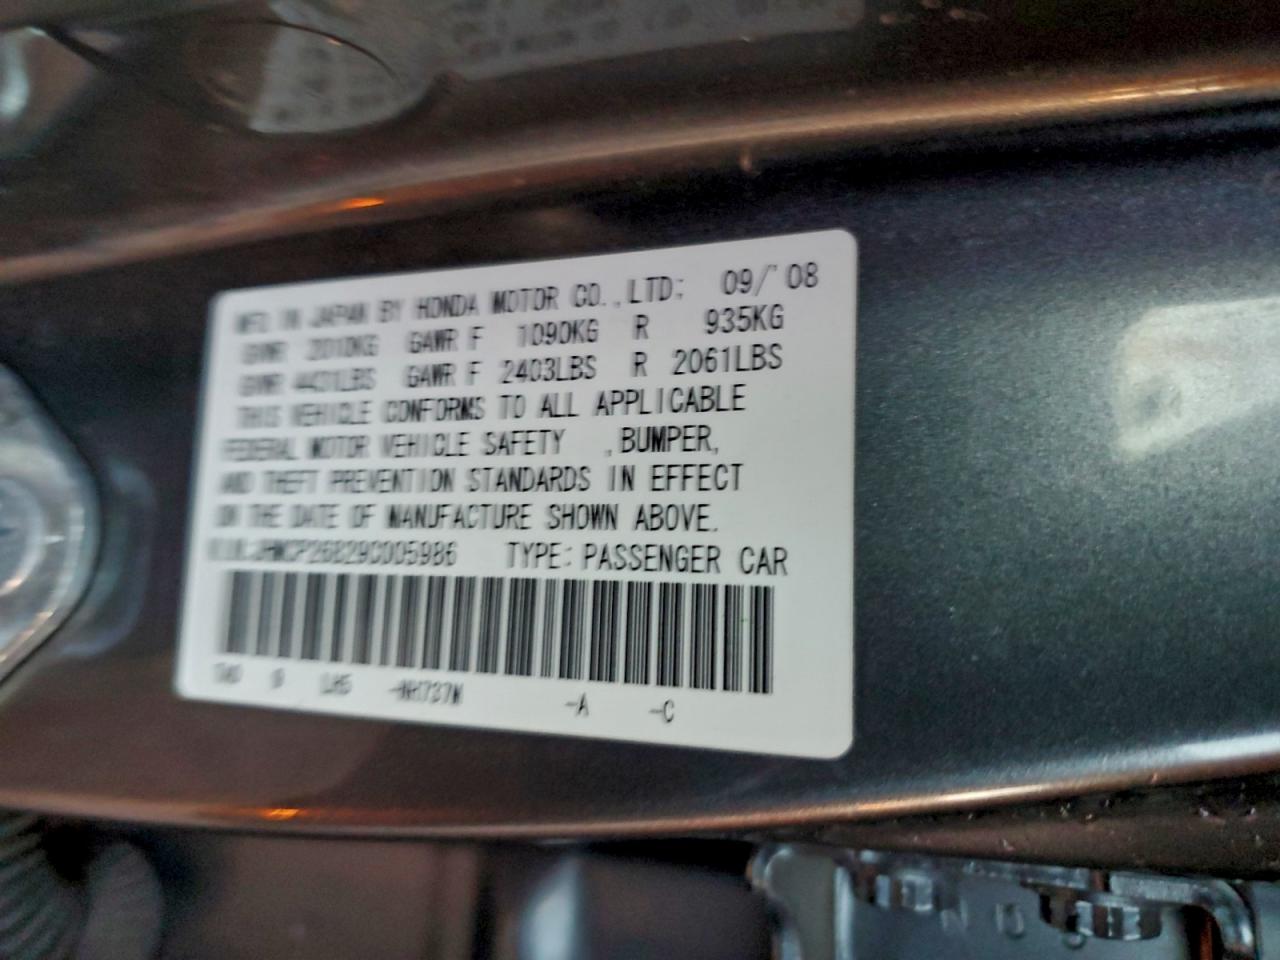 MFD IN JAPAN BY HONDA MOTOR CO.,LTD; 09/'08
GVWR 2010KG GAWR F 1090KG R 935KG
GVWR 4431LBS GAWR F 2403LBS R 2061LBS
THIS VEHICLE CONFORMS TO ALL APPLICABLE
FEDERAL MOTOR VEHICLE SAFETY ,BUMPER,
AND THEFT PREVENTION STANDARDS IN EFFECT
ON THE DATE OF MANUFACTURE SHOWN ABOVE.
TYPE: PASSENGER CAR
-NH737M
-A -C